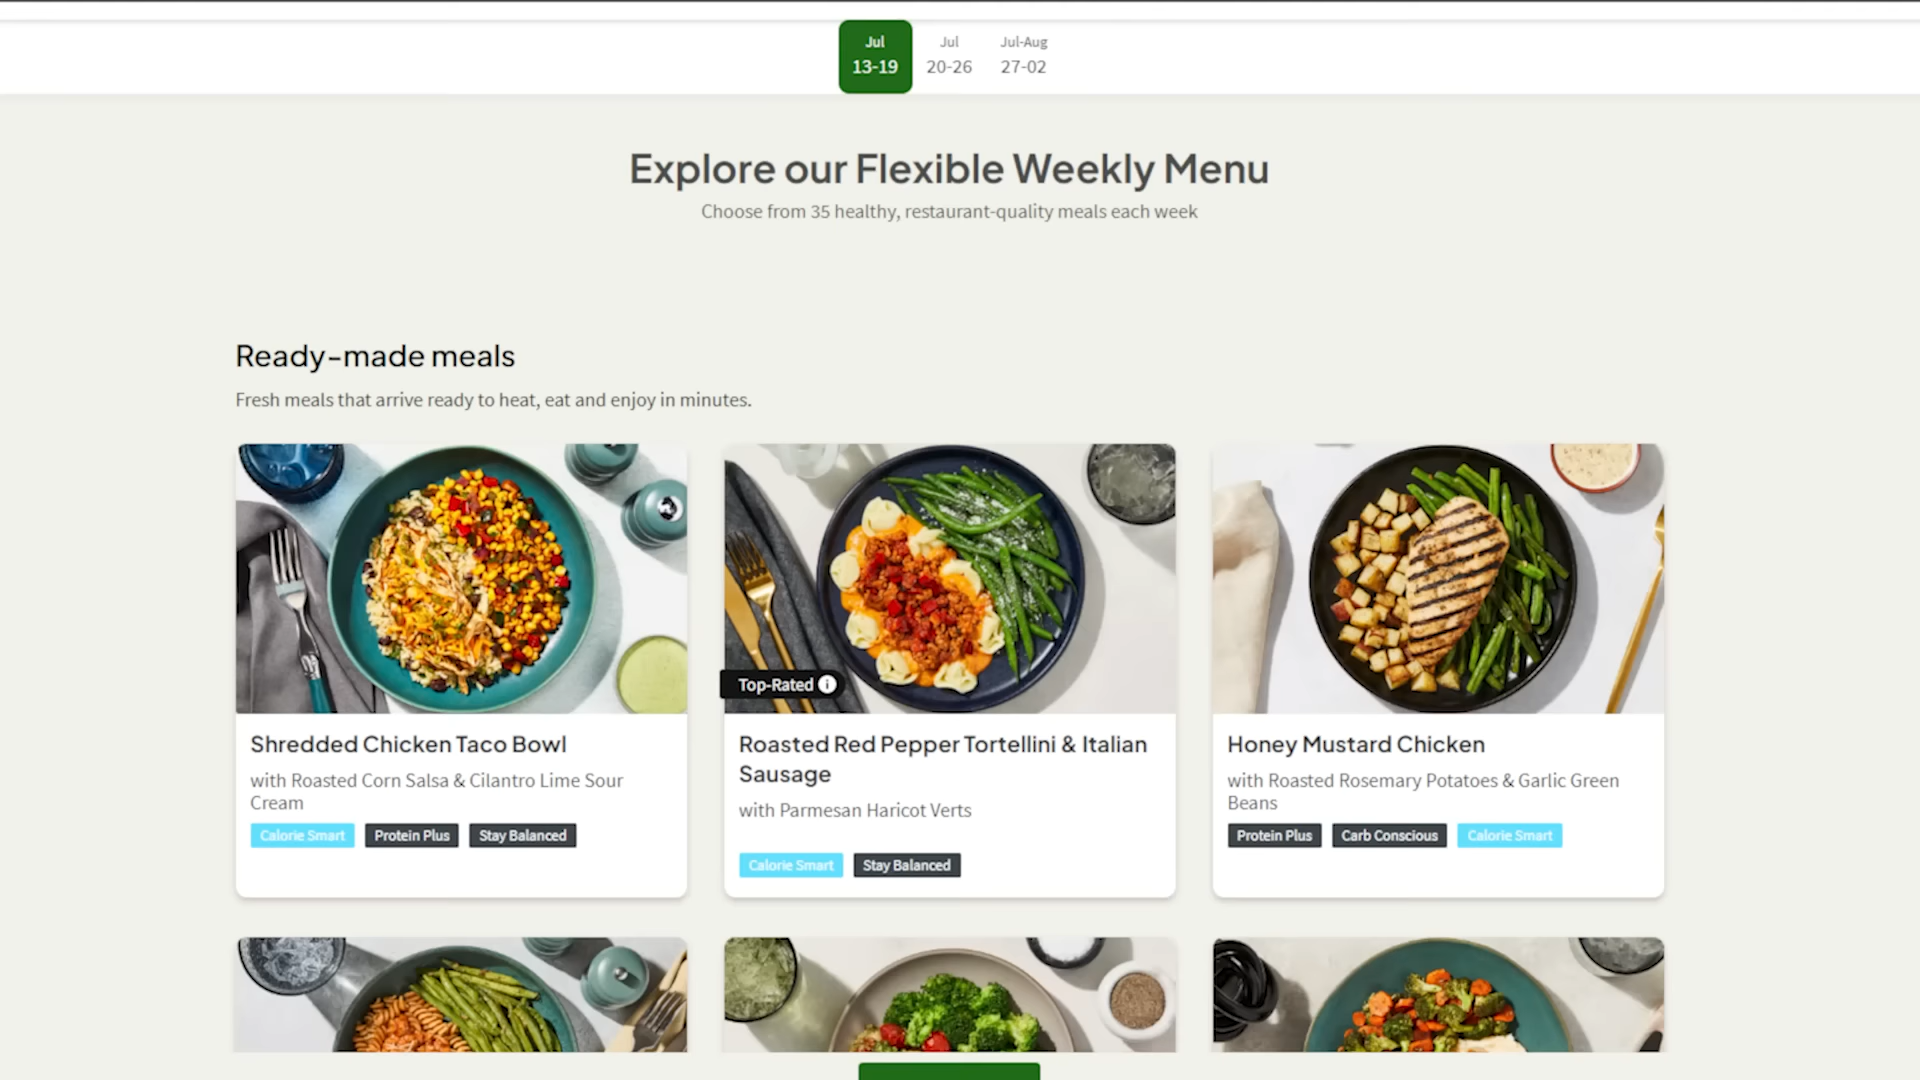 Jul
13-19
Jul
20-26
Jul-Aug
27-02
Explore our Flexible Weekly Menu
Choose from 35 healthy, restaurant-quality meals each week
Ready-made meals
Fresh meals that arrive ready to heat, eat and enjoy in minutes.
Shredded Chicken Taco Bowl
with Roasted Corn Salsa & Cilantro Lime Sour
Cream
Calorie Smart
Protein Plus
Stay Balanced
Top-Rated
Roasted Red Pepper Tortellini & Italian
Sausage
with Parmesan Haricot Verts
Calorie Smart
Stay Balanced
Honey Mustard Chicken
with Roasted Rosemary Potatoes & Garlic Green
Beans
Protein Plus
Carb Conscious
Calorie Smart